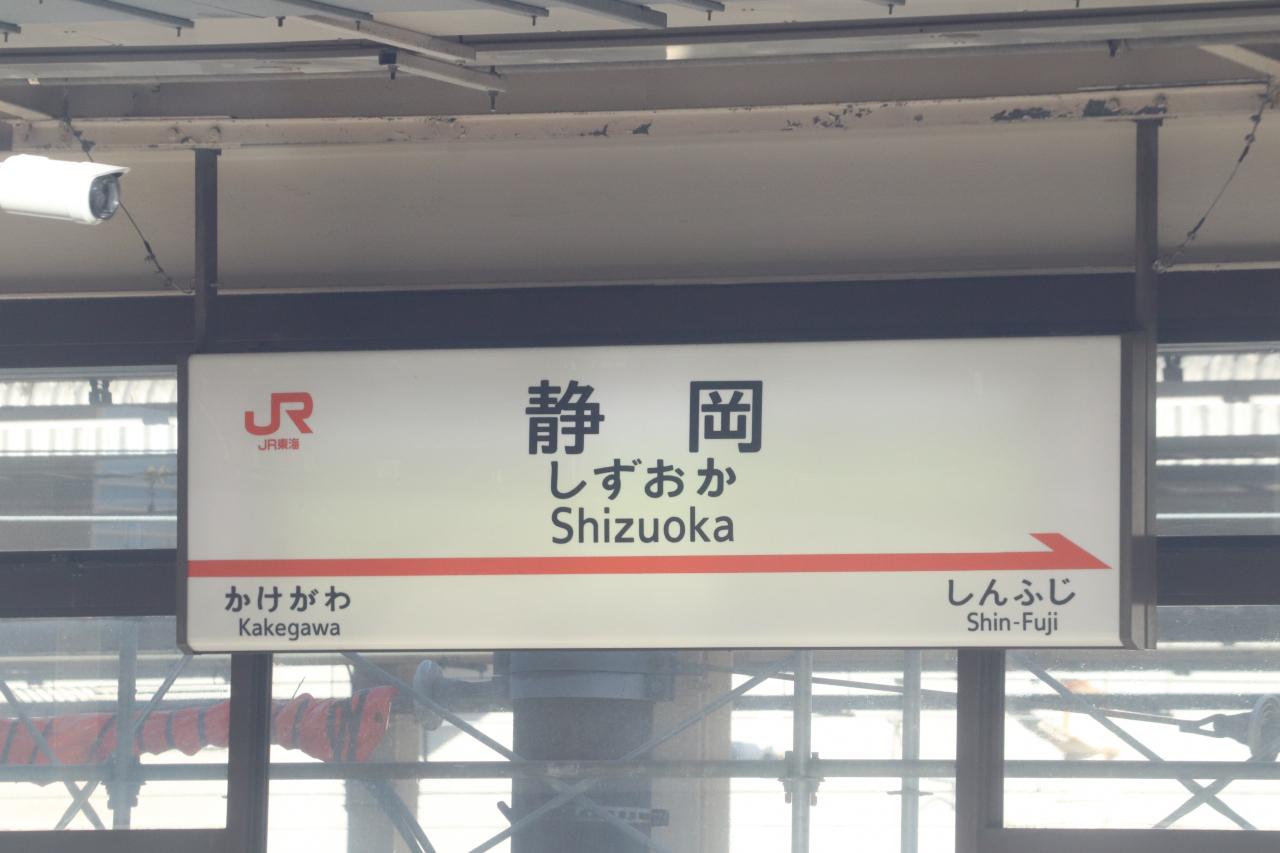 JR
JR東海
静岡
しずおか
Shizuoka
かけがわ
Kakegawa
しんふじ
Shin-Fuji